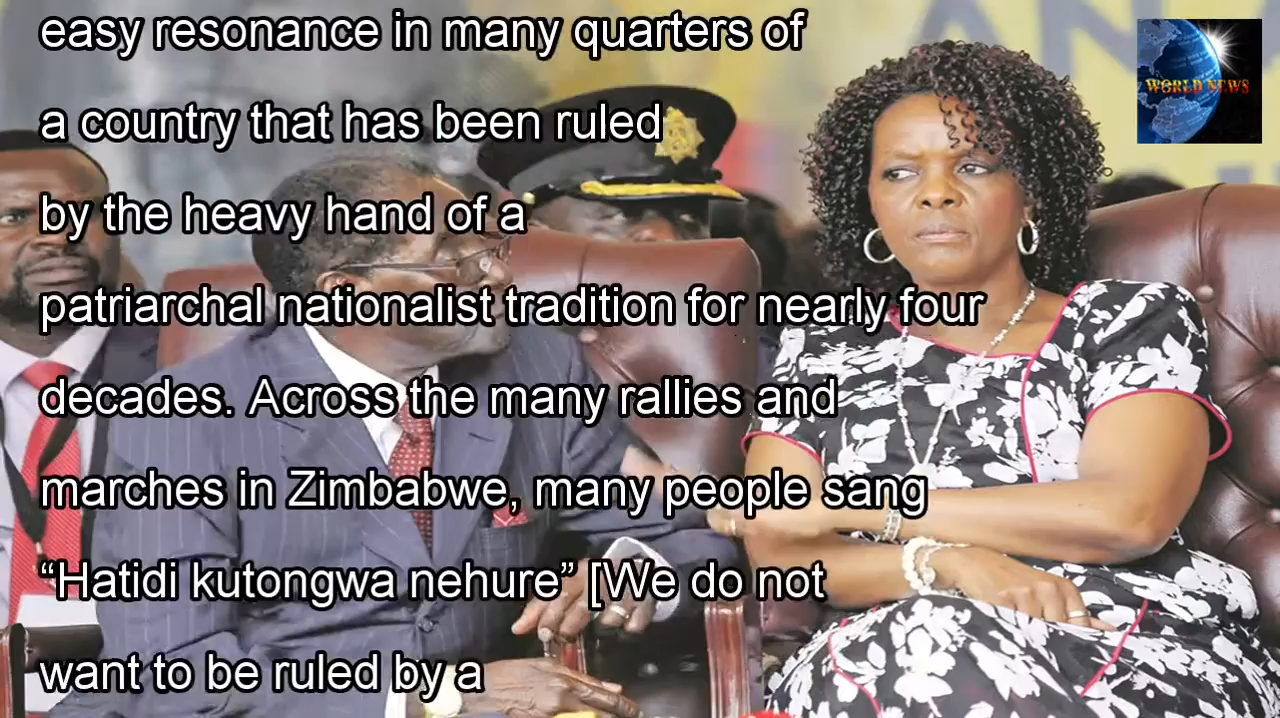 easy resonance in many quarters of
a country that has been ruled
by the heavy hand of a
patriarchal nationalist tradition for nearly four
decades. Across the many rallies and
marches in Zimbabwe, many people sang
“Hatidi kutongwa nehure” [We do not
want to be ruled by a
WORLD NEWS